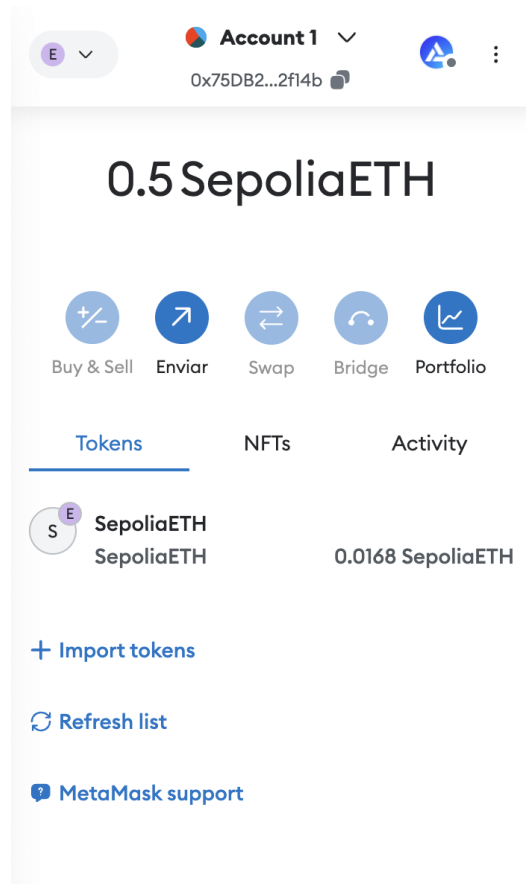 E
Account 1
0x75DB2...2f14b
0.5 SepoliaETH
Buy & Sell
Enviar
Swap
Bridge
Portfolio
Tokens
NFTs
Activity
S
E
SepoliaETH
SepoliaETH
0.0168 SepoliaETH
+ Import tokens
Refresh list
MetaMask support